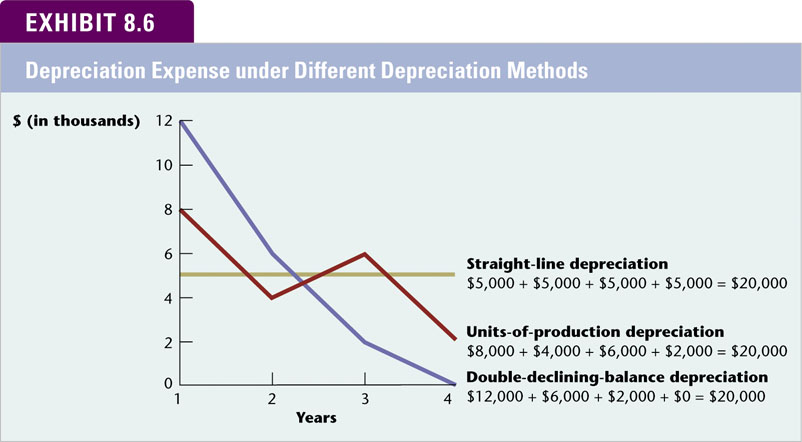 EXHIBIT 8.6
Depreciation Expense under Different Depreciation Methods
$ (in thousands)
12
10
8
6
4
2
0
Straight-line depreciation
$5,000 + $5,000 + $5,000 + $5,000 = $20,000
Units-of-production depreciation
$8,000 + $4,000 + $6,000 + $2,000 = $20,000
Double-declining-balance depreciation
$12,000 + $6,000 + $2,000 + $0 = $20,000
1 2 3 4
Years